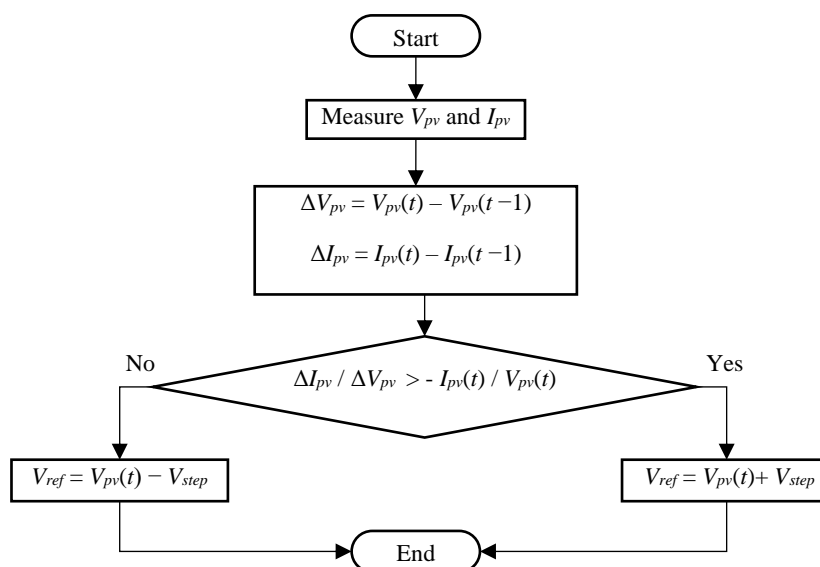 Start
Measure Vpv and Ipv
ΔVpv = Vpv(t) – Vpv(t −1)
ΔIpv = Ipv(t) – Ipv(t −1)
No
Yes
ΔIpv / ΔVpv > - Ipv(t) / Vpv(t)
Vref = Vpv(t) − Vstep
Vref = Vpv(t)+ Vstep
End